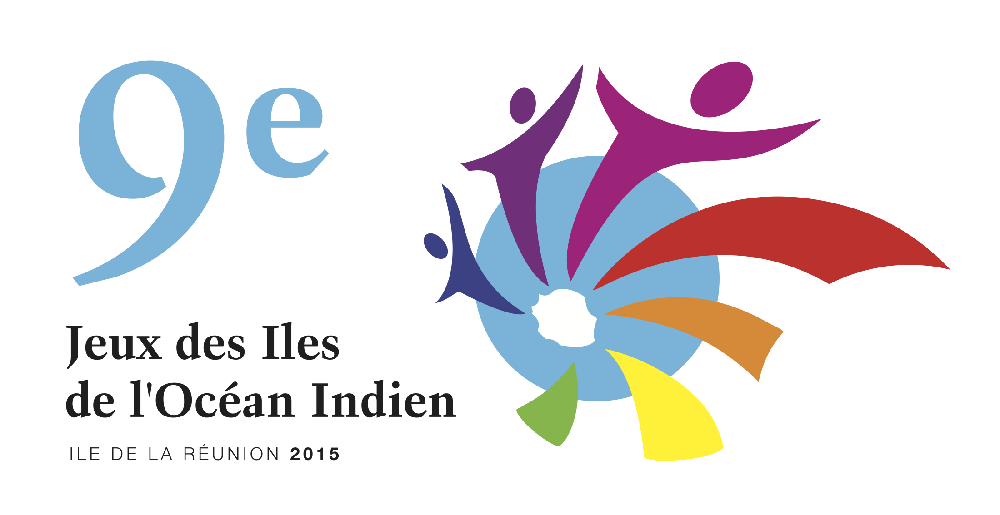 9e
Jeux des Iles
de l'Océan Indien
ILE DE LA RÉUNION 2015